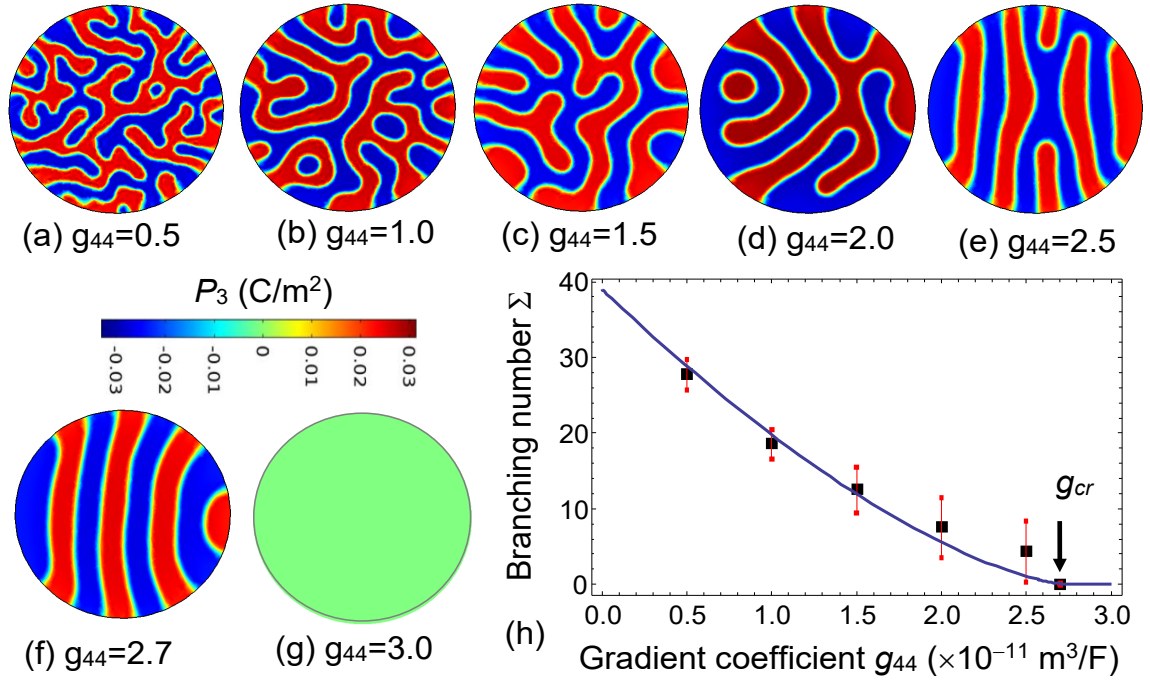 (a) g₄₄=0.5
(b) g₄₄=1.0
(c) g₄₄=1.5
(d) g₄₄=2.0
(e) g₄₄=2.5
P₃ (C/m²)
-0.03
-0.02
-0.01
0
0.01
0.02
0.03
(f) g₄₄=2.7
(g) g₄₄=3.0
(h)
Branching number Σ
40
30
20
10
0
g_cr
0.0
0.5
1.0
1.5
2.0
2.5
3.0
Gradient coefficient g₄₄ (×10⁻¹¹ m³/F)